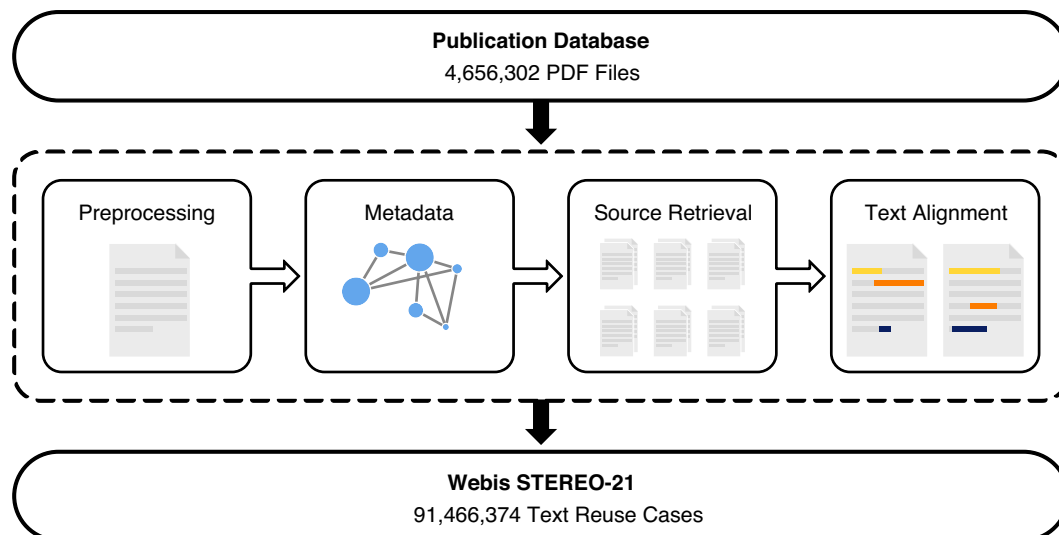 Publication Database
4,656,302 PDF Files
Preprocessing
Metadata
Source Retrieval
Text Alignment
Webis STEREO-21
91,466,374 Text Reuse Cases